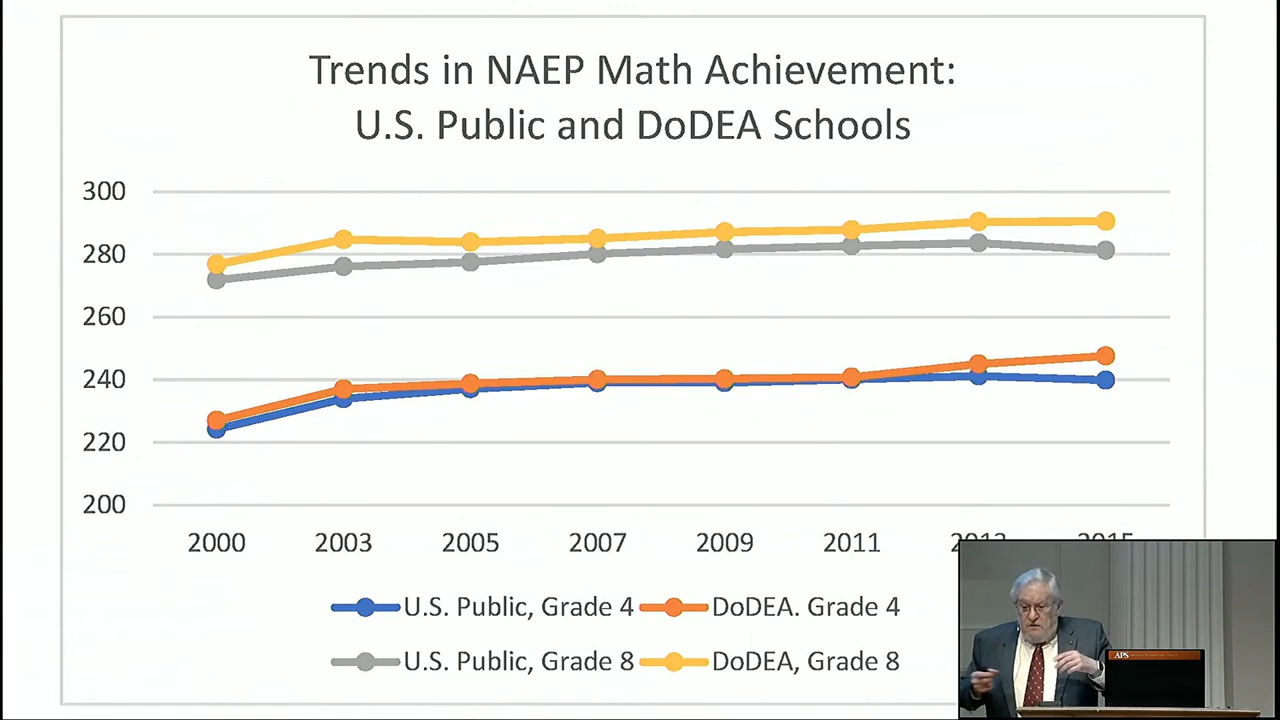 Trends in NAEP Math Achievement:
U.S. Public and DoDEA Schools
300
280
260
240
220
200
2000 2003 2005 2007 2009 2011 2013 2015
U.S. Public, Grade 4 DoDEA. Grade 4
U.S. Public, Grade 8 DoDEA, Grade 8
APS